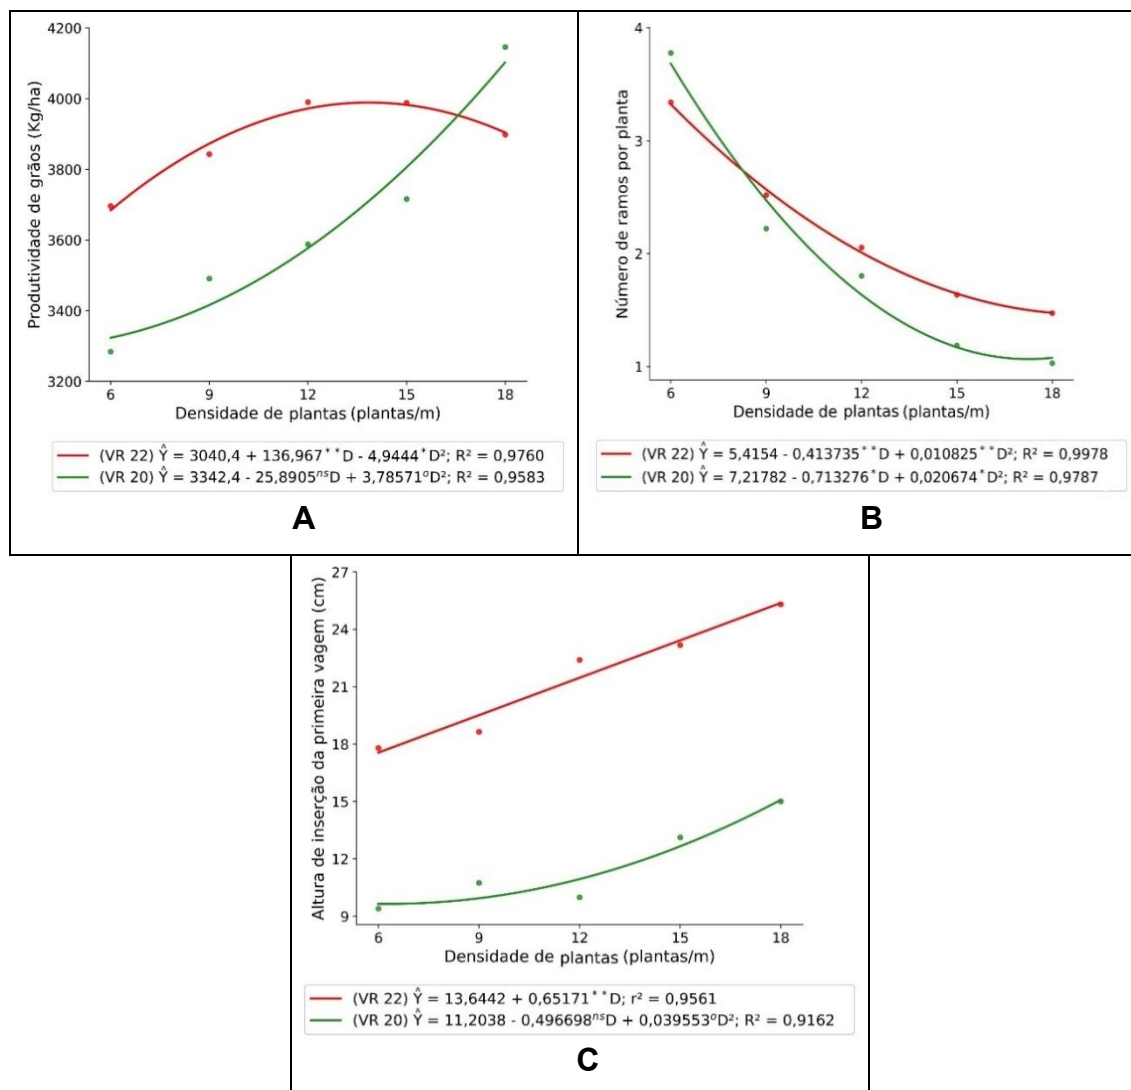 Produtividade de grãos (Kg/ha)
4200
4000
3800
3600
3400
3200
6 9 12 15 18
Densidade de plantas (plantas/m)
(VR 22) Ŷ = 3040,4 + 136,967**D - 4,9444*D²; R² = 0,9760
(VR 20) Ŷ = 3342,4 - 25,8905ⁿˢD + 3,78571ᵒD²; R² = 0,9583
A
Número de ramos por planta
4
3
2
1
6 9 12 15 18
Densidade de plantas (plantas/m)
(VR 22) Ŷ = 5,4154 - 0,413735**D + 0,010825**D²; R² = 0,9978
(VR 20) Ŷ = 7,21782 - 0,713276*D + 0,020674*D²; R² = 0,9787
B
Altura de inserção da primeira vagem (cm)
27
24
21
18
15
12
9
6 9 12 15 18
Densidade de plantas (plantas/m)
(VR 22) Ŷ = 13,6442 + 0,65171**D; r² = 0,9561
(VR 20) Ŷ = 11,2038 - 0,496698ⁿˢD + 0,039553ᵒD²; R² = 0,9162
C